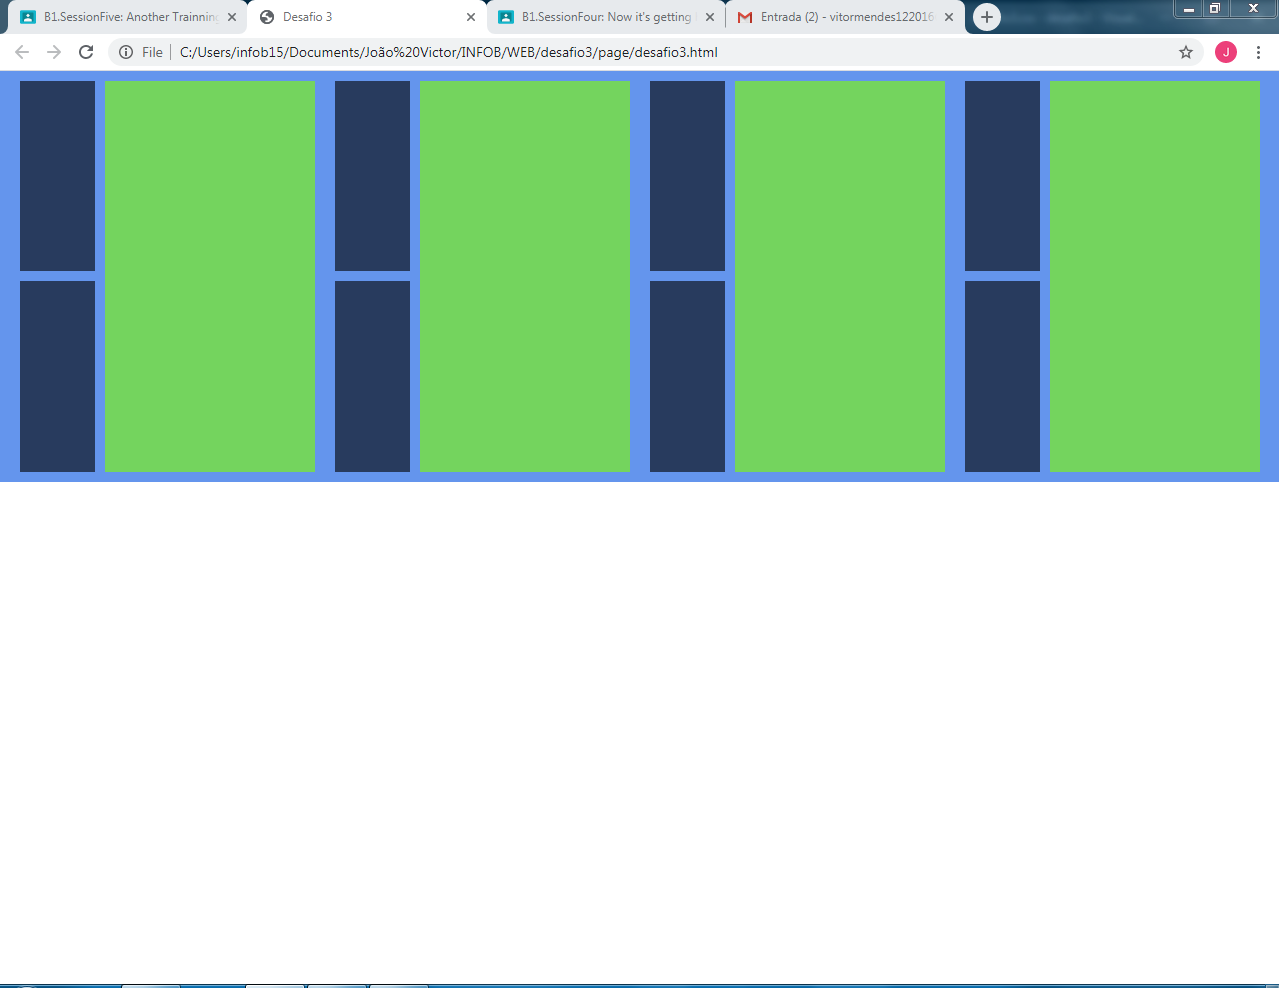 B1.SessionFive: Another Trainning
Desafio 3
B1.SessionFour: Now it's getting
Entrada (2) - vitormendes122016
File
C:/Users/infob15/Documents/João%20Victor/INFOB/WEB/desafio3/page/desafio3.html
J